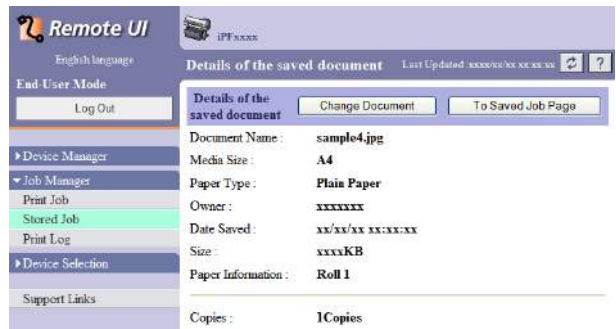 Remote UI
iPFxxxx
English language
Details of the saved document
Last Updated :xxxx/xx/xx xx:xx:xx
?
End-User Mode
Log Out
Details of the
saved document
Change Document
To Saved Job Page
Document Name :
sample4.jpg
Device Manager
Media Size :
A4
Job Manager
Paper Type :
Plain Paper
Print Job
Owner :
xxxxxxx
Stored Job
Date Saved :
xx/xx/xx xx:xx:xx
Print Log
Size :
xxxxKB
Device Selection
Paper Information :
Roll 1
Support Links
Copies :
1Copies